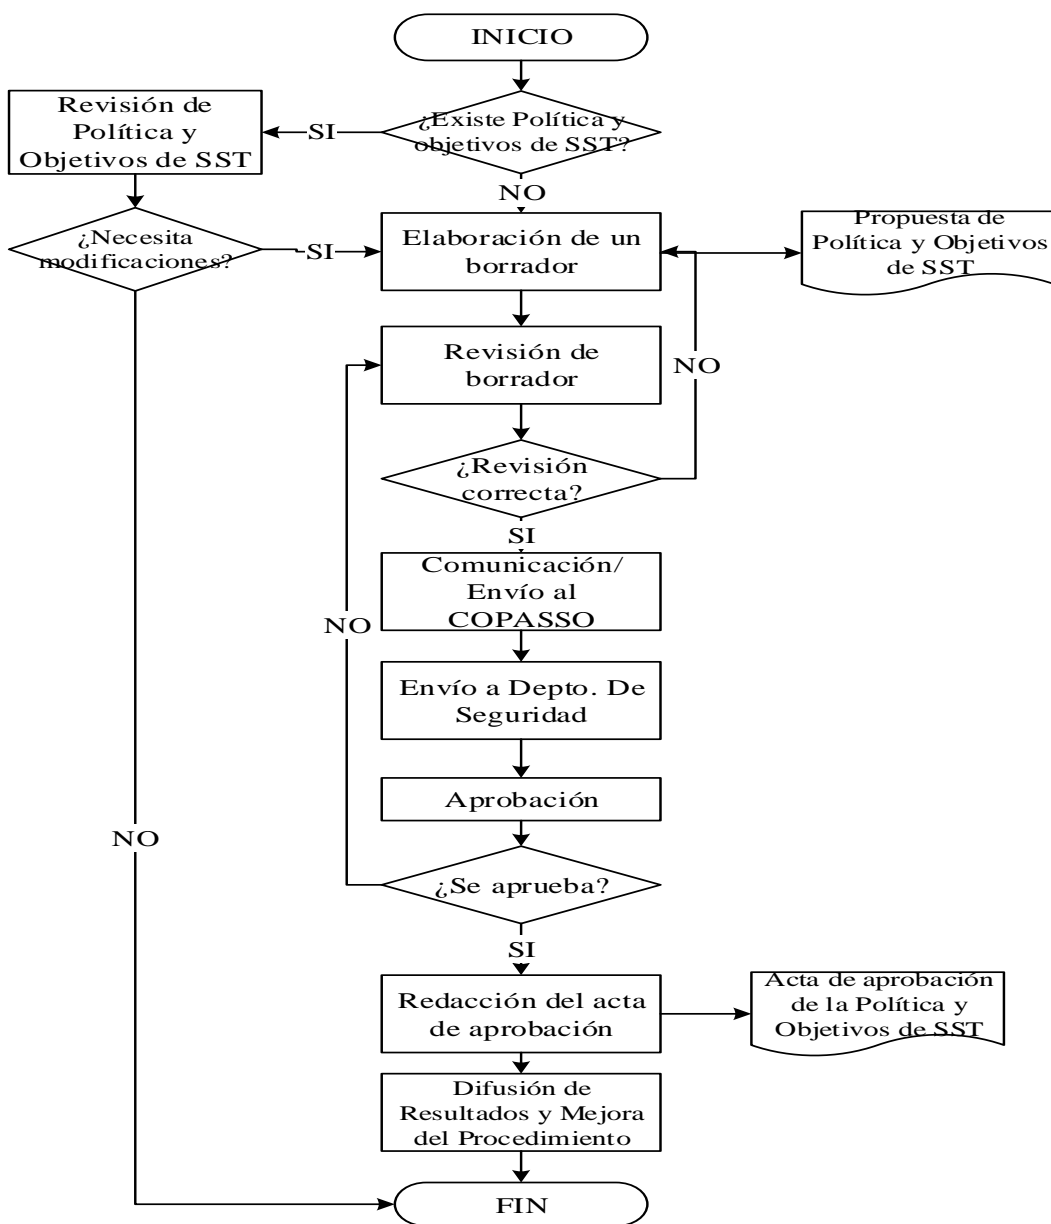 INICIO
¿Existe Política y
objetivos de SST?
SI
Revisión de
Política y
Objetivos de SST
NO
¿Necesita
modificaciones?
SI
Elaboración de un
borrador
Propuesta de
Política y Objetivos
de SST
Revisión de
borrador
NO
¿Revisión
correcta?
SI
Comunicación/
Envío al
COPASSO
NO
Envío a Depto. De
Seguridad
Aprobación
NO
¿Se aprueba?
SI
Redacción del acta
de aprobación
Acta de aprobación
de la Política y
Objetivos de SST
Difusión de
Resultados y Mejora
del Procedimiento
FIN